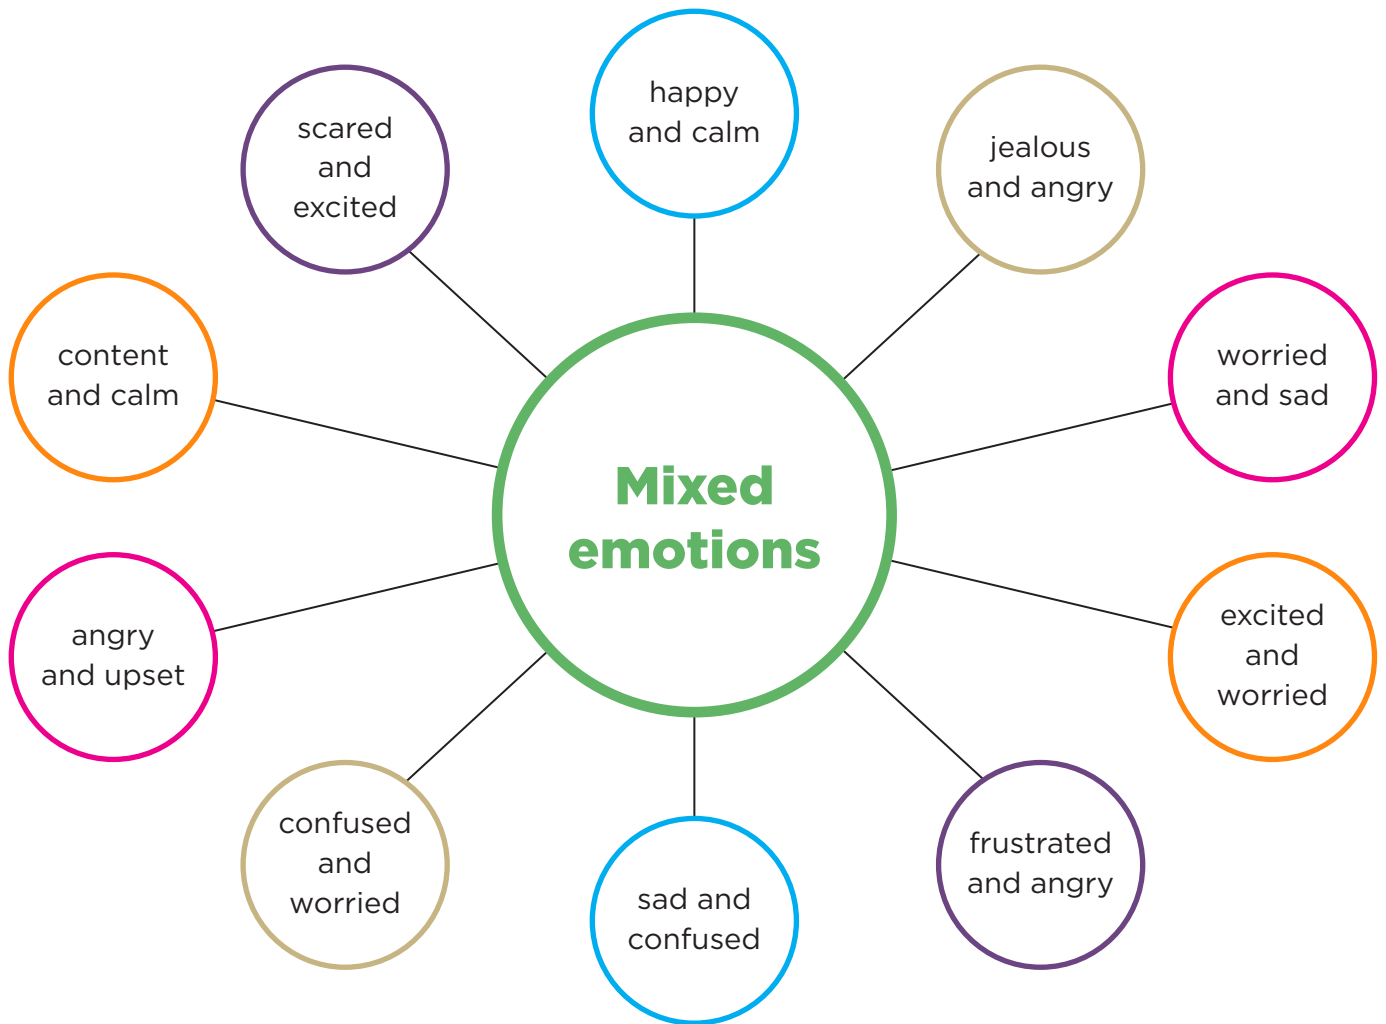 happy
and calm
scared
and
excited
jealous
and angry
content
and calm
worried
and sad
Mixed
emotions
angry
and upset
excited
and
worried
confused
and
worried
sad and
confused
frustrated
and angry